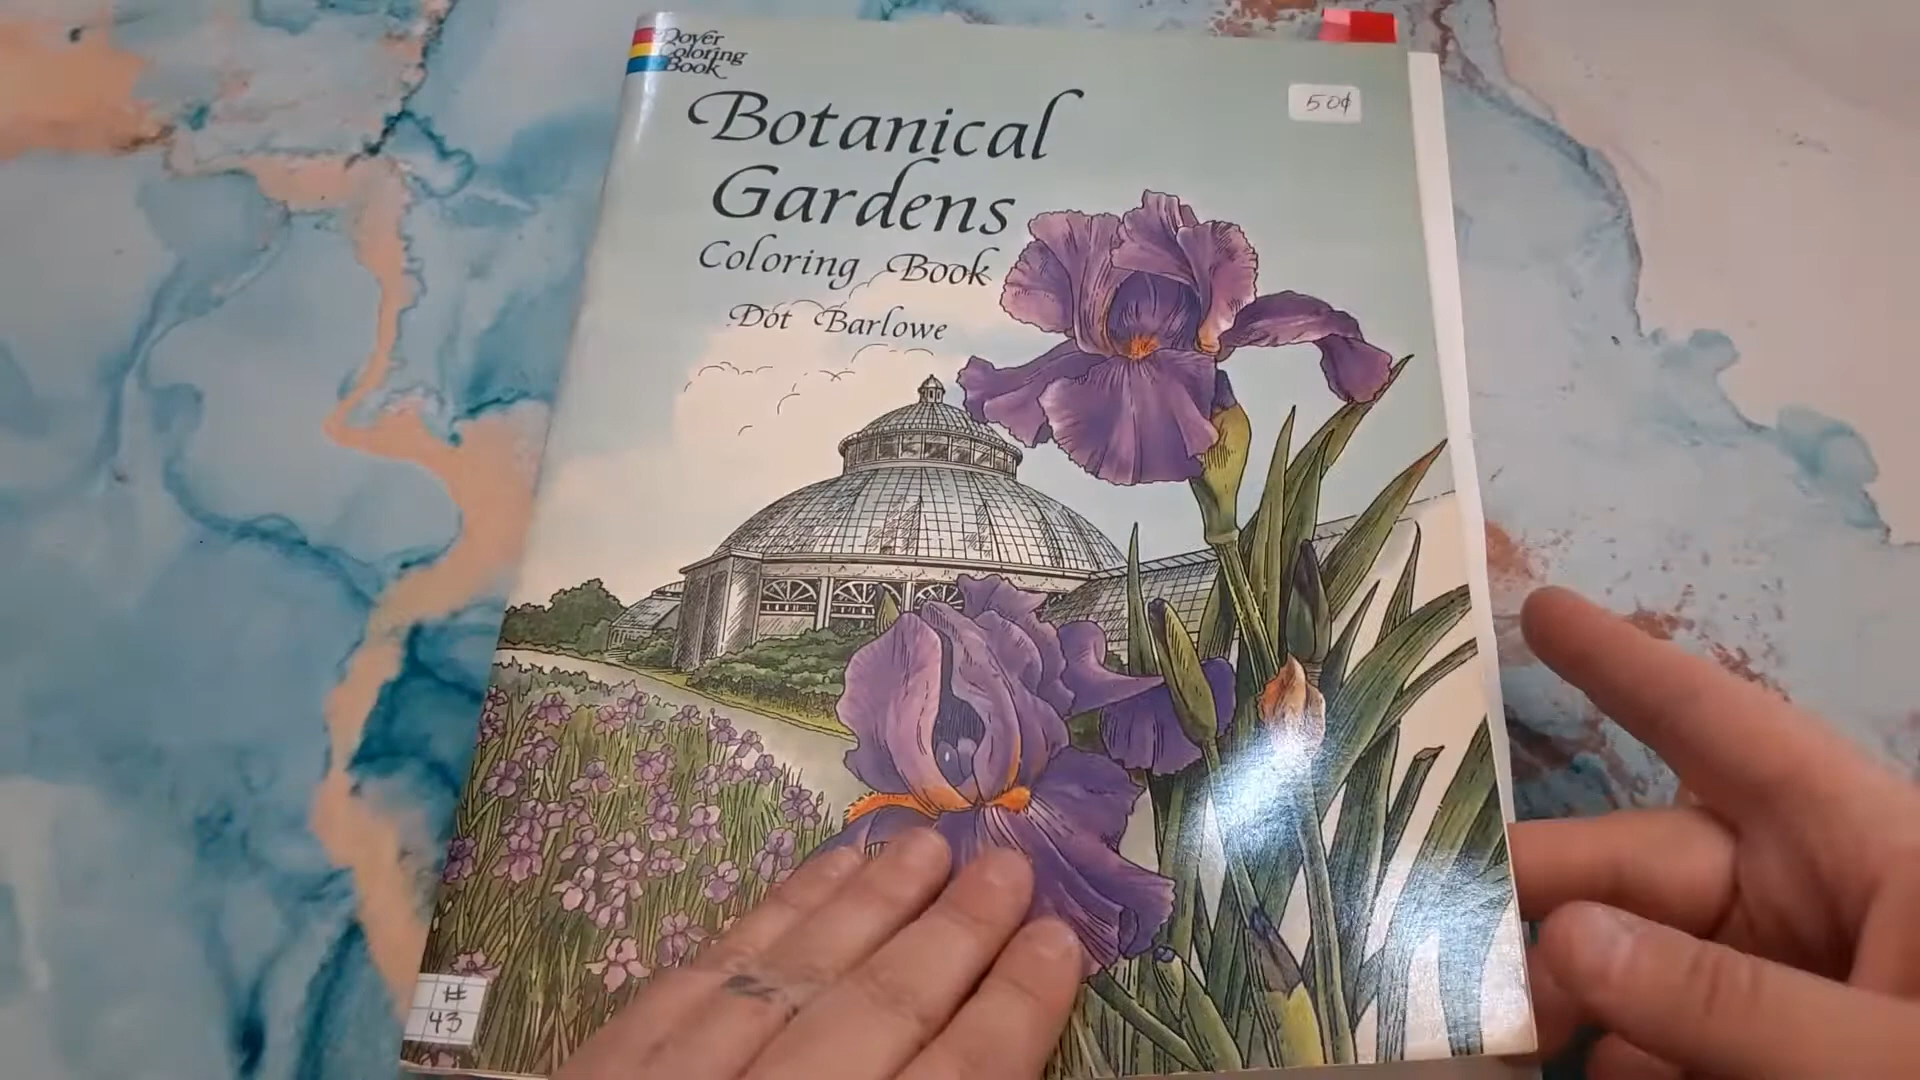 Dover
Coloring
Book
50¢
Botanical
Gardens
Coloring Book
Dot Barlowe
#
43